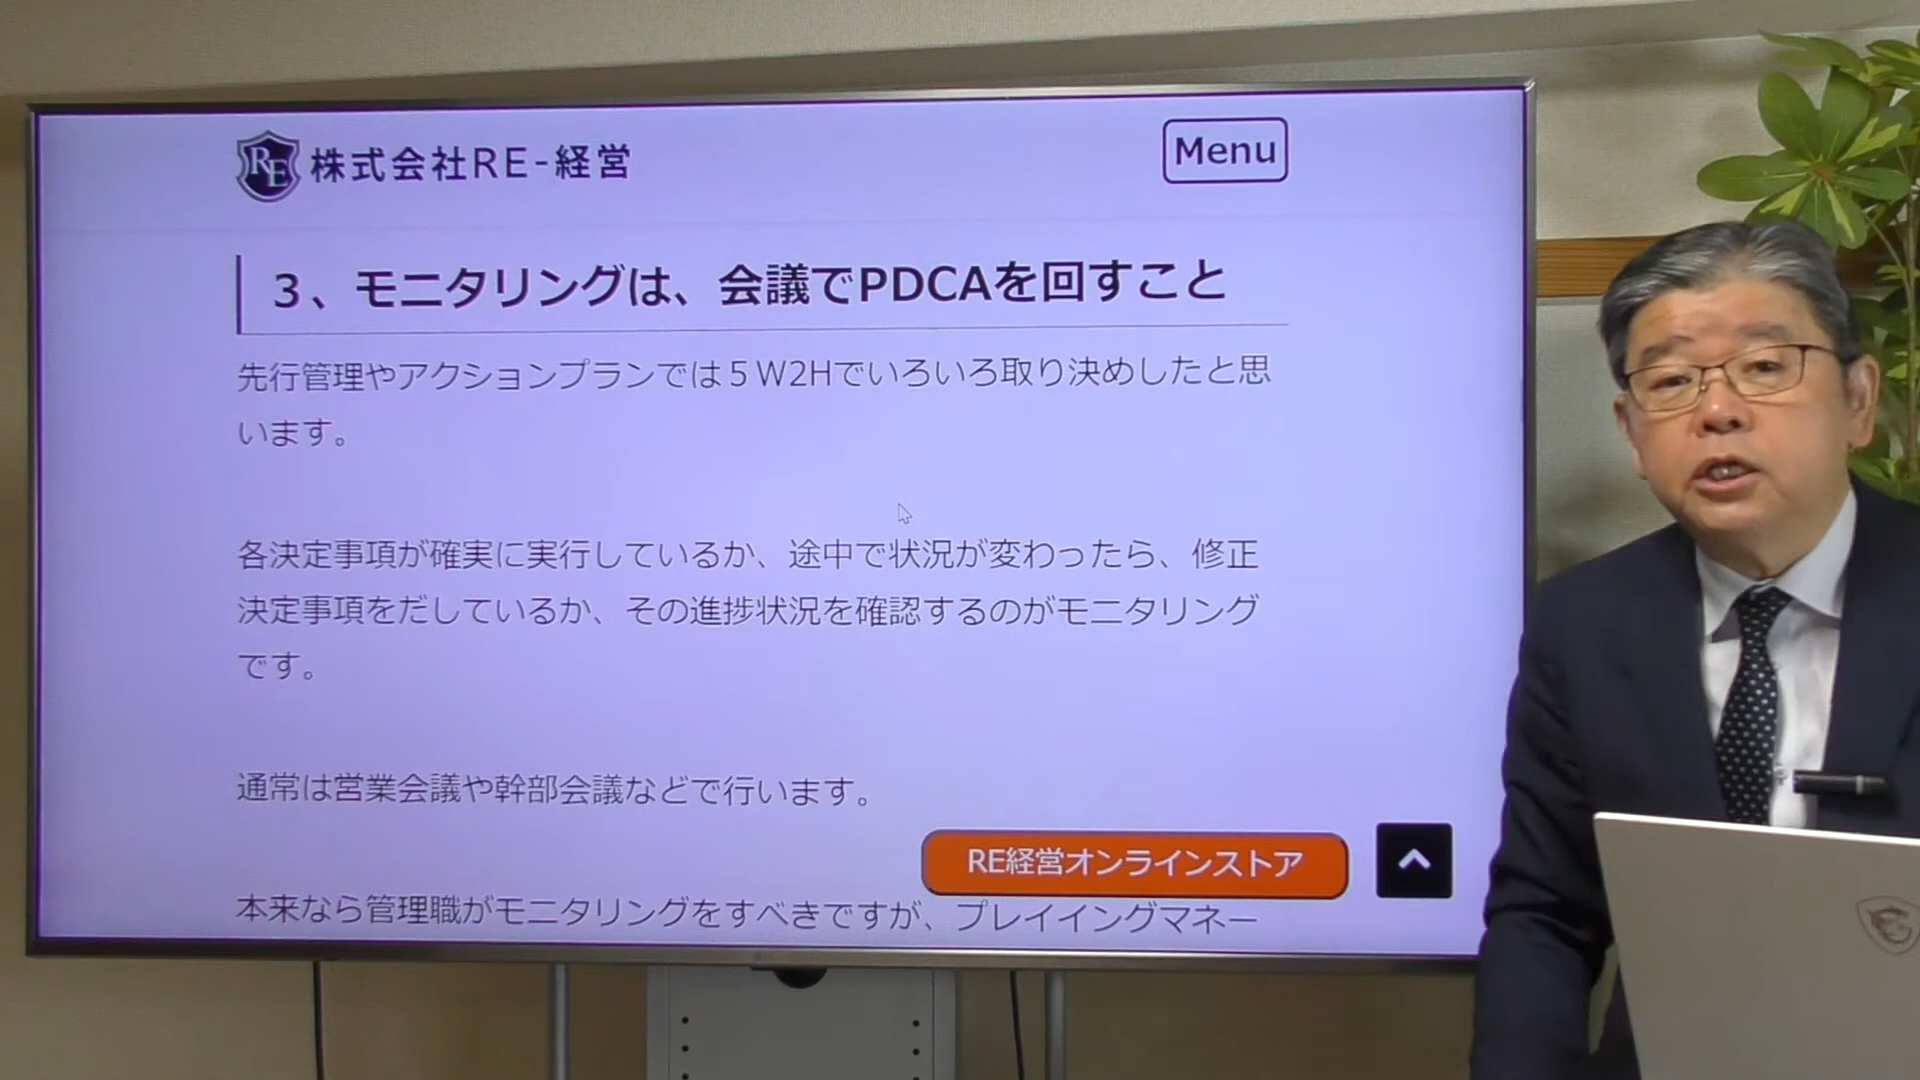 RE 株式会社RE-経営
Menu
3、モニタリングは、会議でPDCAを回すこと
先行管理やアクションプランでは５W2Hでいろいろ取り決めしたと思
います。
各決定事項が確実に実行しているか、途中で状況が変わったら、修正
決定事項をだしているか、その進捗状況を確認するのがモニタリング
です。
通常は営業会議や幹部会議などで行います。
RE経営オンラインストア
本来なら管理職がモニタリングをすべきですが、プレイイングマネー